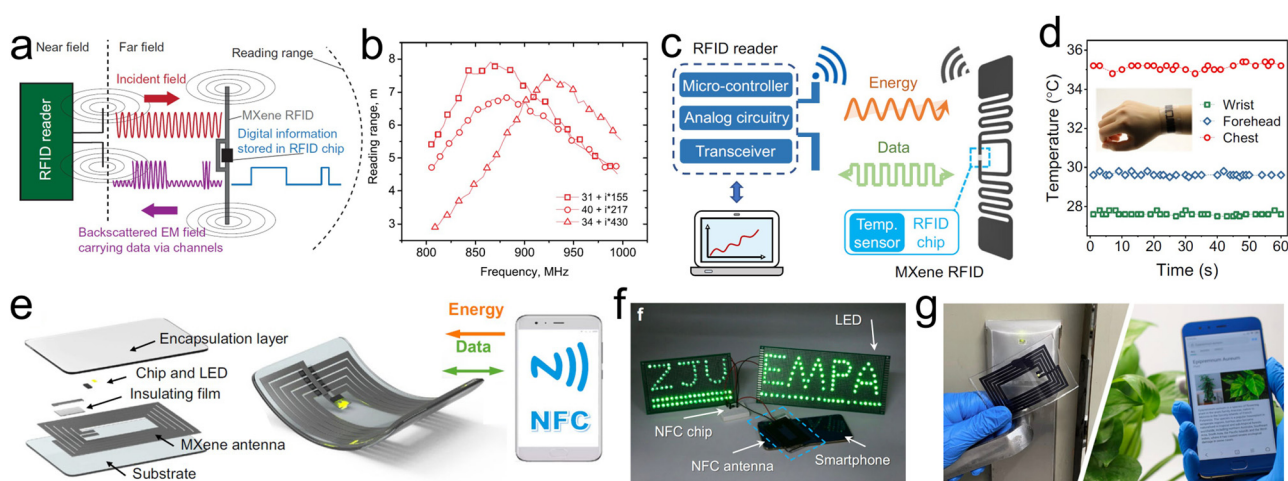 a
Near field
Far field
Reading range
Incident field
RFID reader
MXene RFID
Digital information
stored in RFID chip
Backscattered EM field
carrying data via channels
b
Reading range, m
8
7
6
5
4
3
31 + i*155
40 + i*217
34 + i*430
800 850 900 950 1000
Frequency, MHz
c
RFID reader
Micro-controller
Analog circuitry
Transceiver
Energy
Data
Temp.
sensor
RFID
chip
MXene RFID
d
Temperature (°C)
36
34
32
30
28
Wrist
Forehead
Chest
0 10 20 30 40 50 60
Time (s)
e
Encapsulation layer
Chip and LED
Insulating film
MXene antenna
Substrate
Energy
Data
NFC
f
f
LED
ZJU
EMPA
NFC chip
NFC antenna
Smartphone
g